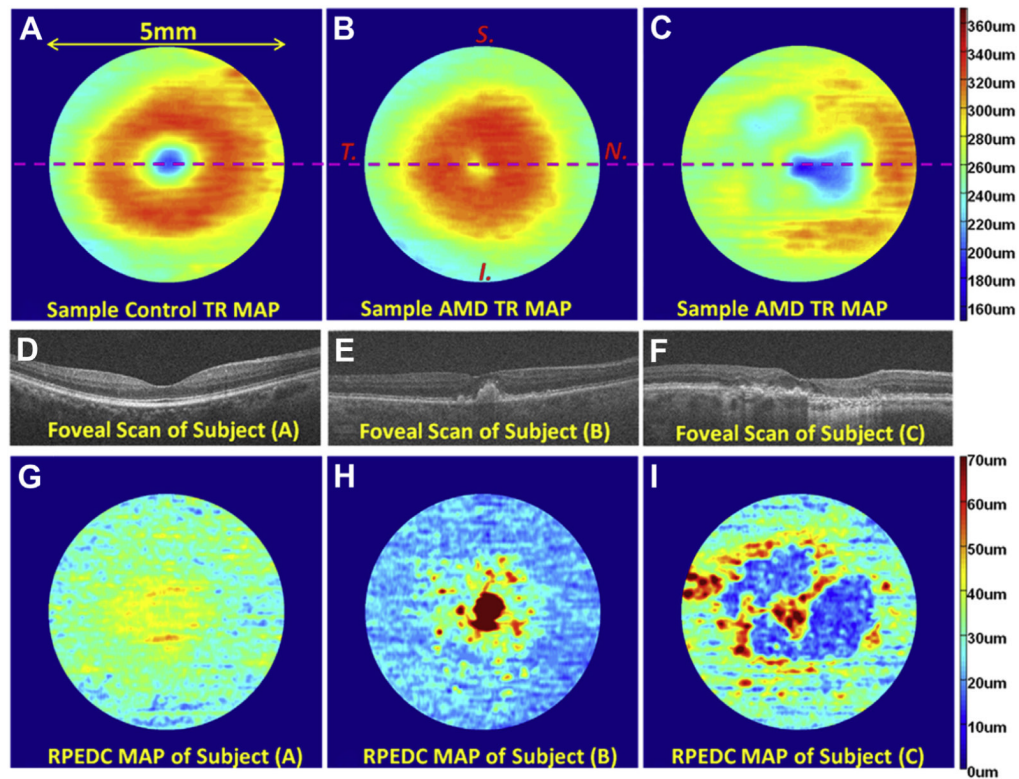 A
5mm
B
S.
C
T.
N.
I.
Sample Control TR MAP
Sample AMD TR MAP
Sample AMD TR MAP
360um
340um
320um
300um
280um
260um
240um
220um
200um
180um
160um
D
Foveal Scan of Subject (A)
E
Foveal Scan of Subject (B)
F
Foveal Scan of Subject (C)
G
RPEDC MAP of Subject (A)
H
RPEDC MAP of Subject (B)
I
RPEDC MAP of Subject (C)
70um
60um
50um
40um
30um
20um
10um
0um